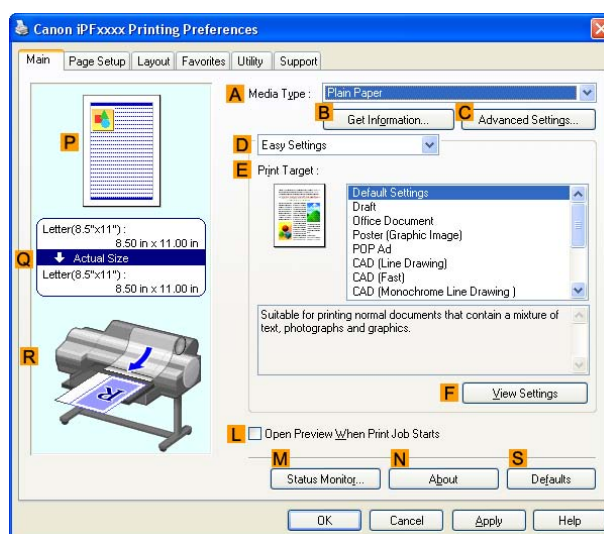 Canon iPFxxxx Printing Preferences
Main Page Setup Layout Favorites Utility Support
A Media Type : Plain Paper
B Get Information... C Advanced Settings...
D Easy Settings
E Print Target :
Default Settings
Draft
Office Document
Poster (Graphic Image)
POP Ad
CAD (Line Drawing)
CAD (Fast)
CAD (Monochrome Line Drawing )
Suitable for printing normal documents that contain a mixture of
text, photographs and graphics.
F View Settings
P
Letter(8.5"x11") :
8.50 in x 11.00 in
Q Actual Size
Letter(8.5"x11") :
8.50 in x 11.00 in
R
R
L Open Preview When Print Job Starts
M Status Monitor... N About S Defaults
OK Cancel Apply Help